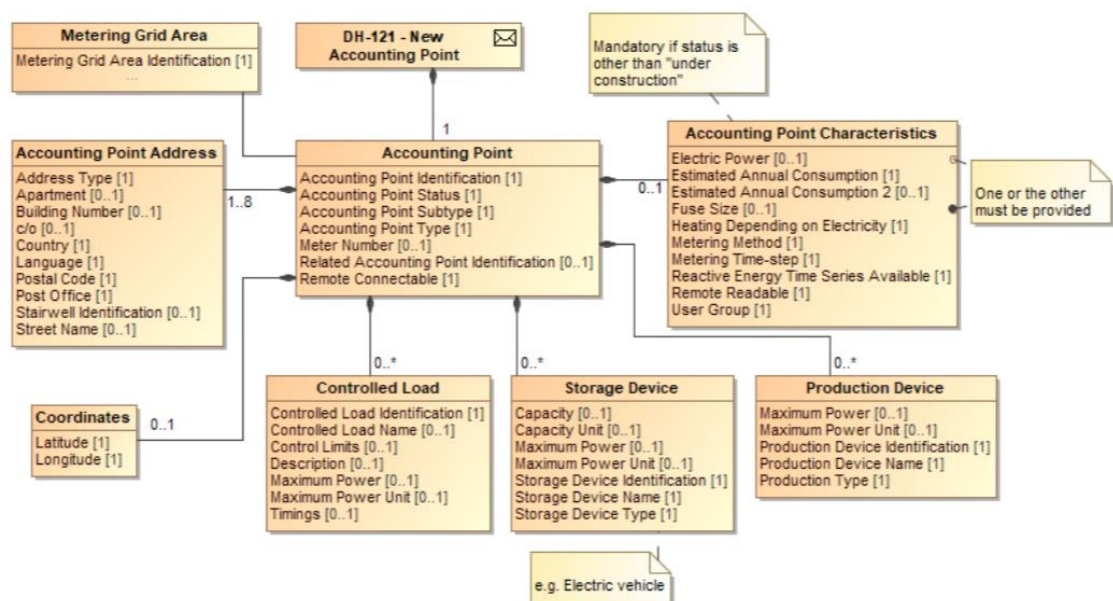 Metering Grid Area
Metering Grid Area Identification [1]
...
DH-121 - New
Accounting Point
Mandatory if status is
other than "under
construction"
1
Accounting Point Address
Address Type [1]
Apartment [0..1]
Building Number [0..1]
c/o [0..1]
Country [1]
Language [1]
Postal Code [1]
Post Office [1]
Stairwell Identification [0..1]
Street Name [0..1]
1..8
Accounting Point
Accounting Point Identification [1]
Accounting Point Status [1]
Accounting Point Subtype [1]
Accounting Point Type [1]
Meter Number [0..1]
Related Accounting Point Identification [0..1]
Remote Connectable [1]
0..1
Accounting Point Characteristics
Electric Power [0..1]
Estimated Annual Consumption [1]
Estimated Annual Consumption 2 [0..1]
Fuse Size [0..1]
Heating Depending on Electricity [1]
Metering Method [1]
Metering Time-step [1]
Reactive Energy Time Series Available [1]
Remote Readable [1]
User Group [1]
One or the other
must be provided
0..*
0..*
0..*
Coordinates
Latitude [1]
Longitude [1]
0..1
Controlled Load
Controlled Load Identification [1]
Controlled Load Name [0..1]
Control Limits [0..1]
Description [0..1]
Maximum Power [0..1]
Maximum Power Unit [0..1]
Timings [0..1]
Storage Device
Capacity [0..1]
Capacity Unit [0..1]
Maximum Power [0..1]
Maximum Power Unit [0..1]
Storage Device Identification [1]
Storage Device Name [1]
Storage Device Type [1]
Production Device
Maximum Power [0..1]
Maximum Power Unit [0..1]
Production Device Identification [1]
Production Device Name [1]
Production Type [1]
e.g. Electric vehicle